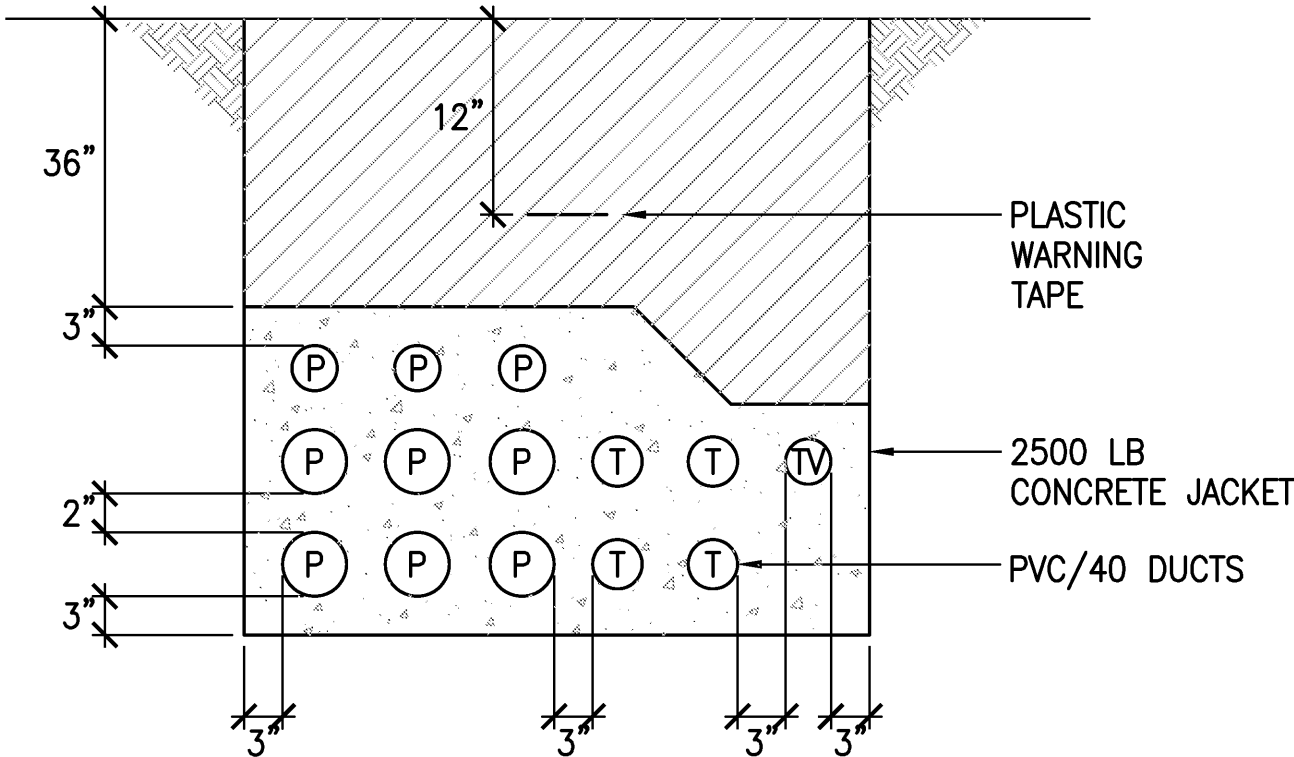 12”
36”
PLASTIC
WARNING
TAPE
3”
P P P
P P P T T TV
2500 LB
CONCRETE JACKET
2”
P P P T T
PVC/40 DUCTS
3”
3” 3” 3” 3”